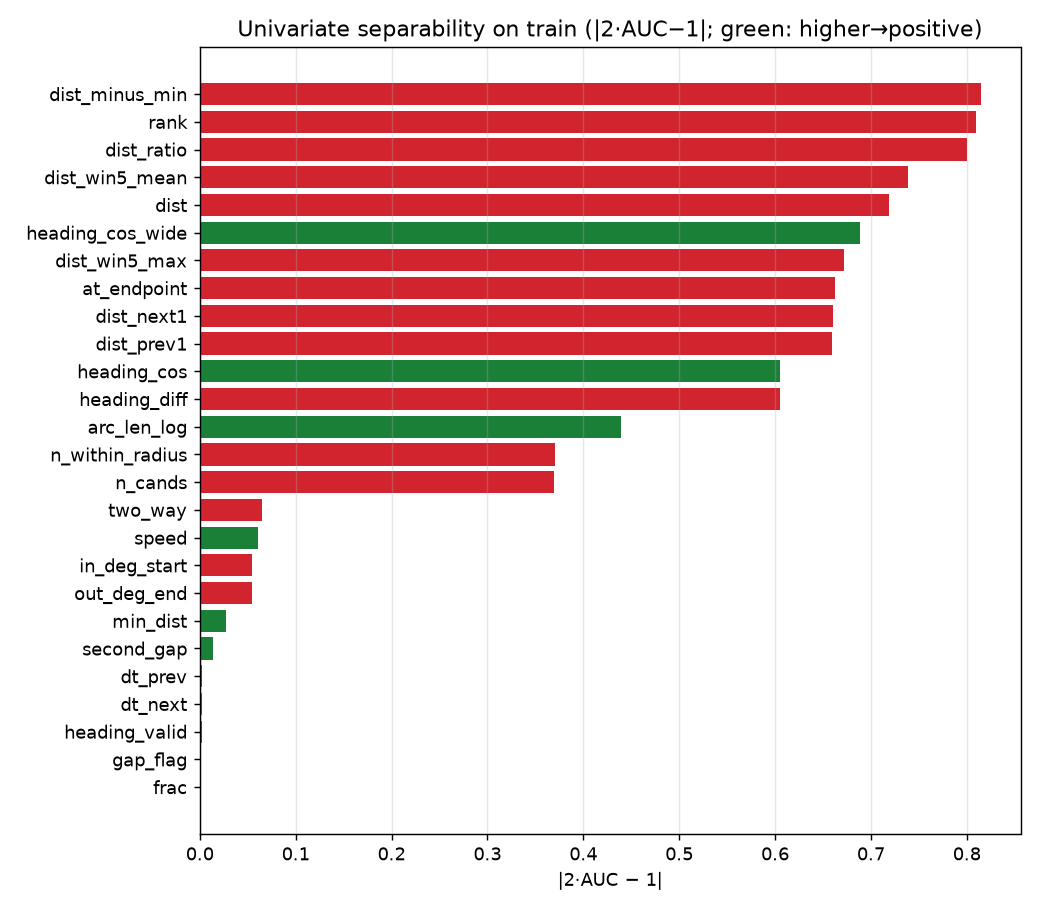 Univariate separability on train (|2·AUC−1|; green: higher→positive)
dist_minus_min
rank
dist_ratio
dist_win5_mean
dist
heading_cos_wide
dist_win5_max
at_endpoint
dist_next1
dist_prev1
heading_cos
heading_diff
arc_len_log
n_within_radius
n_cands
two_way
speed
in_deg_start
out_deg_end
min_dist
second_gap
dt_prev
dt_next
heading_valid
gap_flag
frac
0.0 0.1 0.2 0.3 0.4 0.5 0.6 0.7 0.8
|2·AUC − 1|